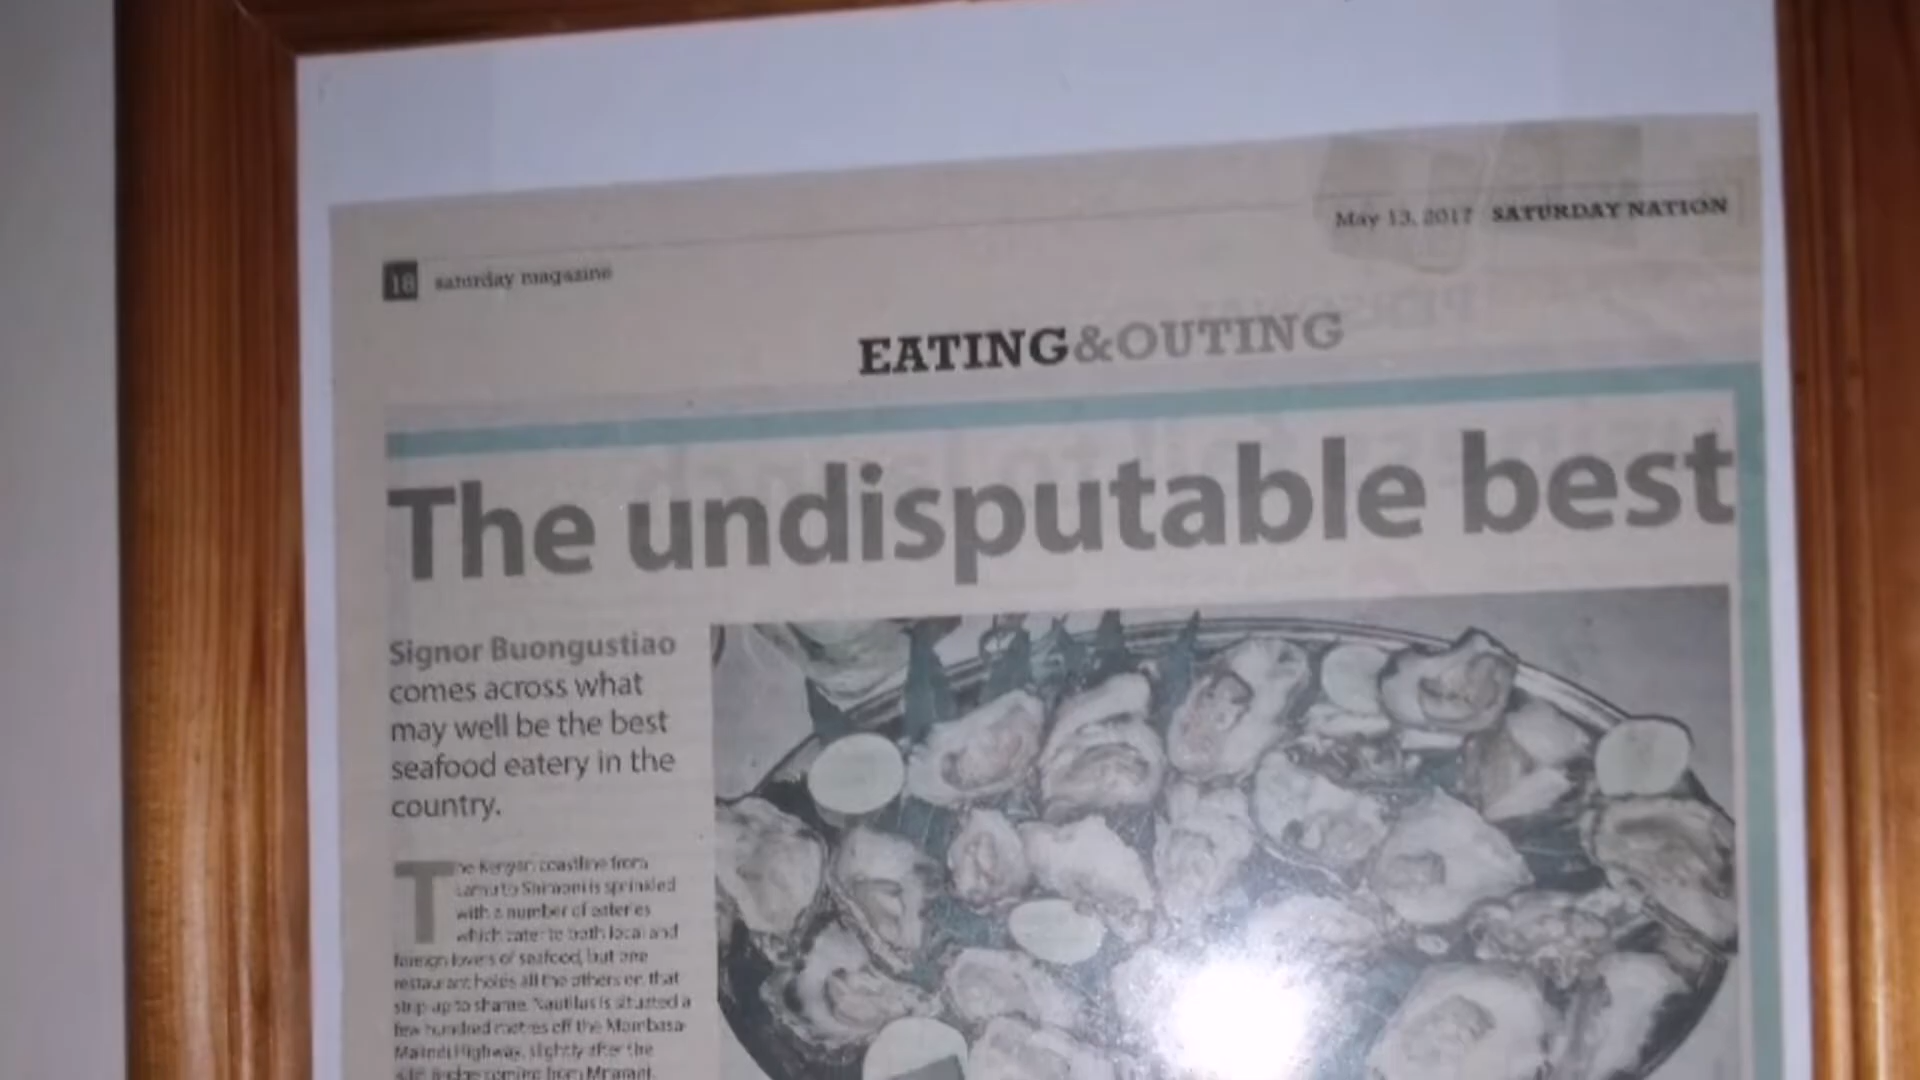 May 13, 2017 SATURDAY NATION
18 saturday magazine
EATING&OUTING
The undisputable best
Signor Buongustiao
comes across what
may well be the best
seafood eatery in the
country.
The Kenyan coastline from
Lamu to Shimoni is sprinkled
with a number of eateries
which cater to both local and
foreign lovers of seafood, but one
restaurant holds all the others on that
strip up to shame. Nautilus is situated a
few hundred metres off the Mombasa-
Malindi Highway, slightly after the
bridge coming from